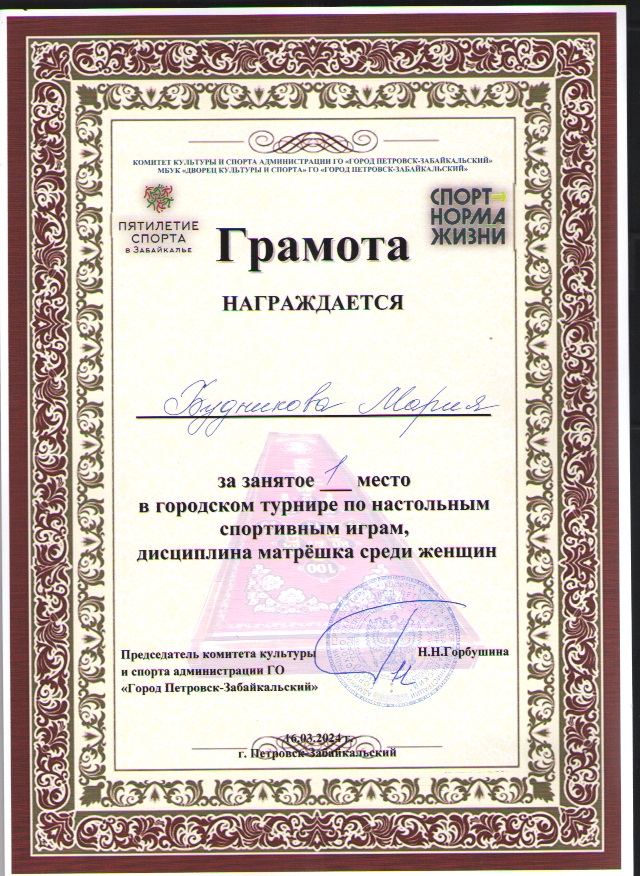 КОМИТЕТ КУЛЬТУРЫ И СПОРТА АДМИНИСТРАЦИИ ГО «ГОРОД ПЕТРОВСК-ЗАБАЙКАЛЬСКИЙ»
МБУК «ДВОРЕЦ КУЛЬТУРЫ И СПОРТА» ГО «ГОРОД ПЕТРОВСК-ЗАБАЙКАЛЬСКИЙ»
ПЯТИЛЕТИЕ
СПОРТА
В ЗАБАЙКАЛЬЕ
СПОРТ
НОРМА
ЖИЗНИ
Грамота
НАГРАЖДАЕТСЯ
Будникова Мария
за занятое 1 место
в городском турнире по настольным
спортивным играм,
дисциплина матрёшка среди женщин
100
Председатель комитета культуры Н.Н.Горбушина
и спорта администрации ГО
«Город Петровск-Забайкальский»
16.03.2024 г.
г. Петровск-Забайкальский